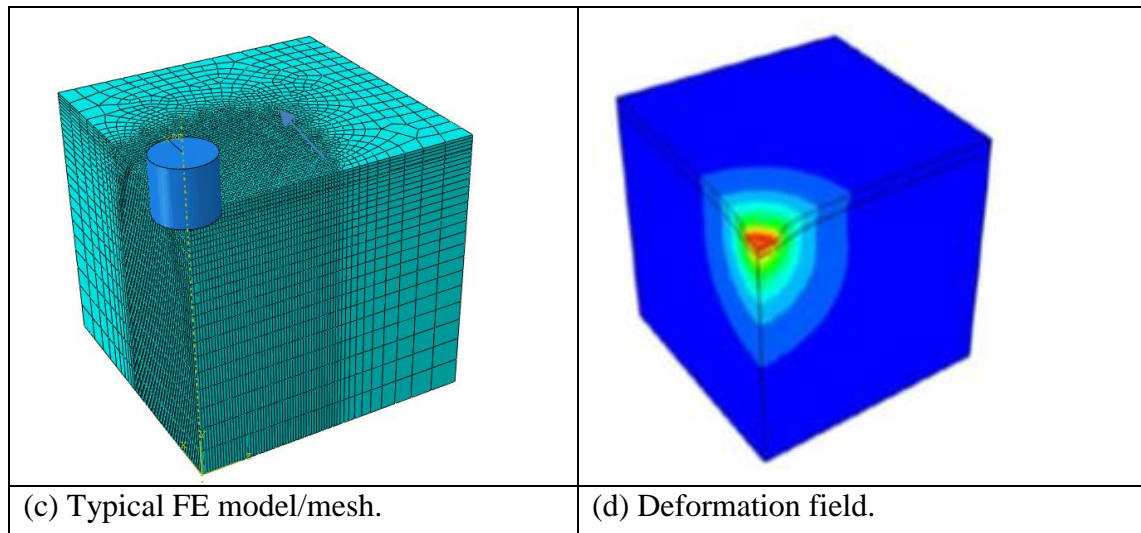 (c) Typical FE model/mesh.
(d) Deformation field.